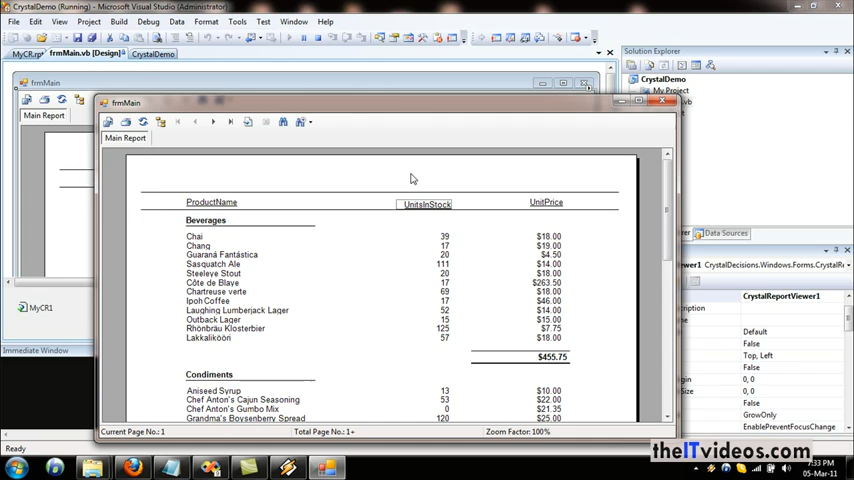 CrystalDemo (Running) - Microsoft Visual Studio (Administrator)
File Edit View Project Build Debug Data Format Tools Test Window Help
MyCR.rp frmMain.vb [Design]* CrystalDemo
Solution Explorer
CrystalDemo
My Project
.vb
frmMain
Main Report
frmMain
Main Report
ProductName UnitsInStock UnitPrice
Beverages
Chai 39 $18.00
Chang 17 $19.00
Guaraná Fantástica 20 $4.50
Sasquatch Ale 111 $14.00
Steeleye Stout 20 $18.00
Côte de Blaye 17 $263.50
Chartreuse verte 69 $18.00
Ipoh Coffee 17 $46.00
Laughing Lumberjack Lager 52 $14.00
Outback Lager 15 $15.00
Rhönbräu Klosterbier 125 $7.75
Lakkalikööri 57 $18.00
$455.75
Condiments
Aniseed Syrup 13 $10.00
Chef Anton's Cajun Seasoning 53 $22.00
Chef Anton's Gumbo Mix 0 $21.35
Grandma's Boysenberry Spread 120 $25.00
Current Page No.: 1 Total Page No.: 1+ Zoom Factor: 100%
MyCR1
Immediate Window
Data Sources
CrystalDecisions.Windows.Forms.CrystalR
CrystalReportViewer1
Default
False
Top, Left
False
0, 0
0, 0
GrowOnly
EnablePreventFocusChange
Ready
theITvideos.com
7:33 PM
05-Mar-11